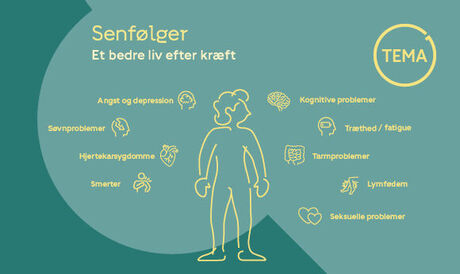 Senfølger
Et bedre liv efter kræft
TEMA
Angst og depression
Søvnproblemer
Hjertekarsygdomme
Smerter
Kognitive problemer
Træthed / fatigue
Tarmproblemer
Lymfødem
Seksuelle problemer